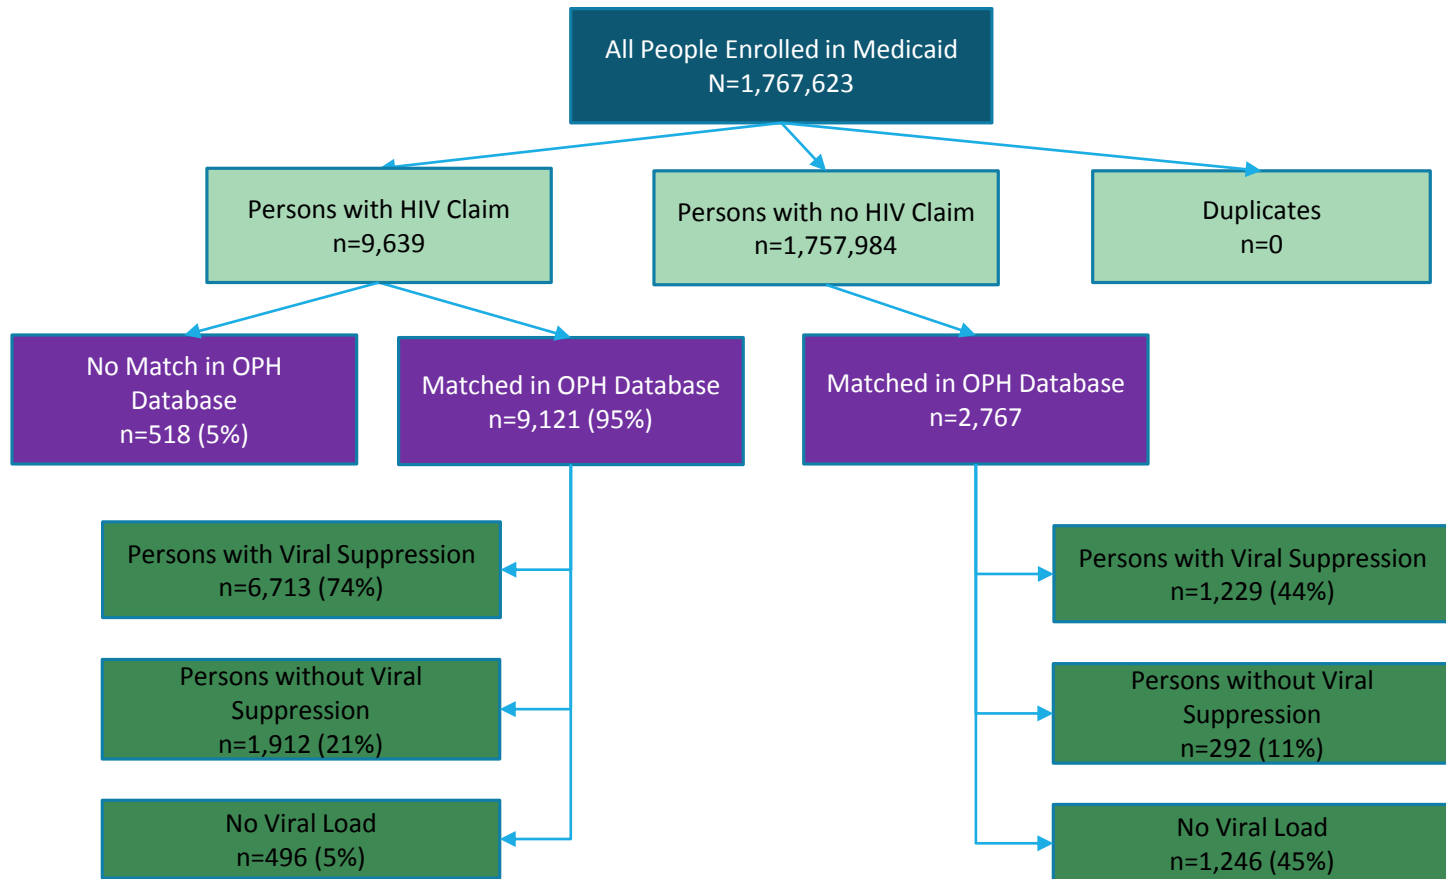 All People Enrolled in Medicaid
N=1,767,623
Persons with HIV Claim
n=9,639
Persons with no HIV Claim
n=1,757,984
Duplicates
n=0
No Match in OPH
Database
n=518 (5%)
Matched in OPH Database
n=9,121 (95%)
Matched in OPH Database
n=2,767
Persons with Viral Suppression
n=6,713 (74%)
Persons without Viral
Suppression
n=1,912 (21%)
No Viral Load
n=496 (5%)
Persons with Viral Suppression
n=1,229 (44%)
Persons without Viral
Suppression
n=292 (11%)
No Viral Load
n=1,246 (45%)